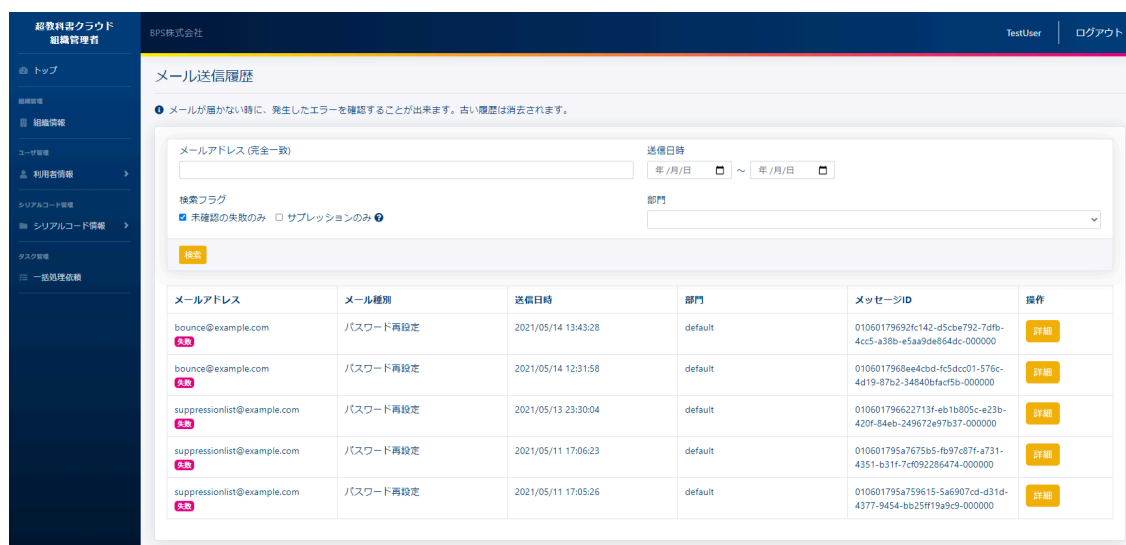 超教科書クラウド
組織管理者
BPS株式会社
TestUser
ログアウト
トップ
組織管理
組織情報
ユーザ管理
利用者情報
シリアルコード管理
シリアルコード情報
タスク管理
一括処理依頼
メール送信履歴
メールが届かない時に、発生したエラーを確認することが出来ます。古い履歴は消去されます。
メールアドレス (完全一致)
送信日時
年 /月/日 ～ 年 /月/日
検索フラグ
部門
未確認の失敗のみ サプレッションのみ
検索
メールアドレス メール種別 送信日時 部門 メッセージID 操作
bounce@example.com パスワード再設定 2021/05/14 13:43:28 default 01060179692fc142-d5cbe792-7dfb- 詳細
失敗 4cc5-a38b-e5aa9de864dc-000000
bounce@example.com パスワード再設定 2021/05/14 12:31:58 default 0106017968ee4cbd-fc5dcc01-576c- 詳細
失敗 4d19-87b2-34840bfacf5b-000000
suppressionlist@example.com パスワード再設定 2021/05/13 23:30:04 default 010601796622713f-eb1b805c-e23b- 詳細
失敗 420f-84eb-249672e97b37-000000
suppressionlist@example.com パスワード再設定 2021/05/11 17:06:23 default 010601795a7675b5-fb97c87f-a731- 詳細
失敗 4351-b31f-7cf092286474-000000
suppressionlist@example.com パスワード再設定 2021/05/11 17:05:26 default 010601795a759615-5a6907cd-d31d- 詳細
失敗 4377-9454-bb25ff19a9c9-000000